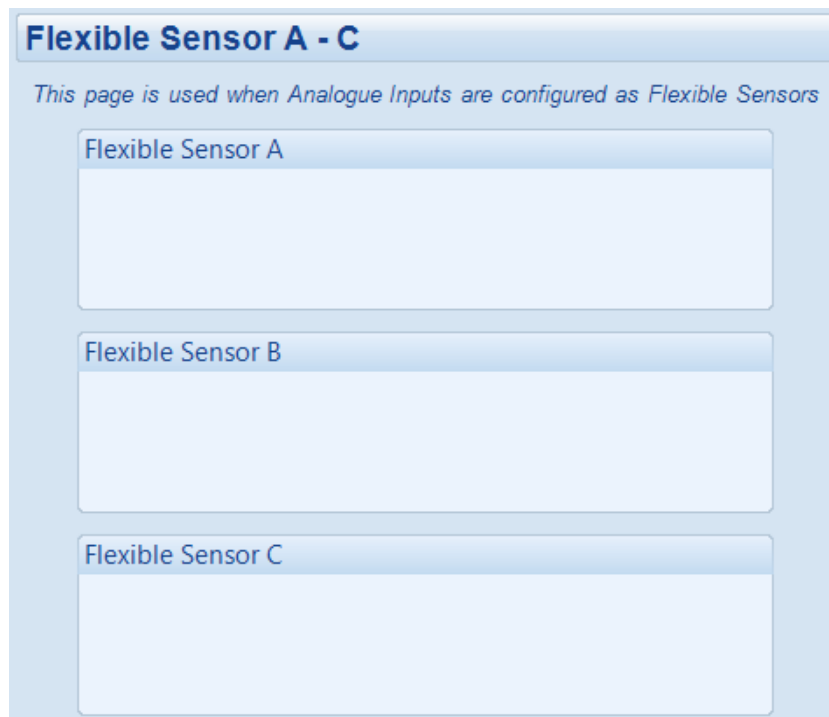 Flexible Sensor A - C
This page is used when Analogue Inputs are configured as Flexible Sensors
Flexible Sensor A
Flexible Sensor B
Flexible Sensor C